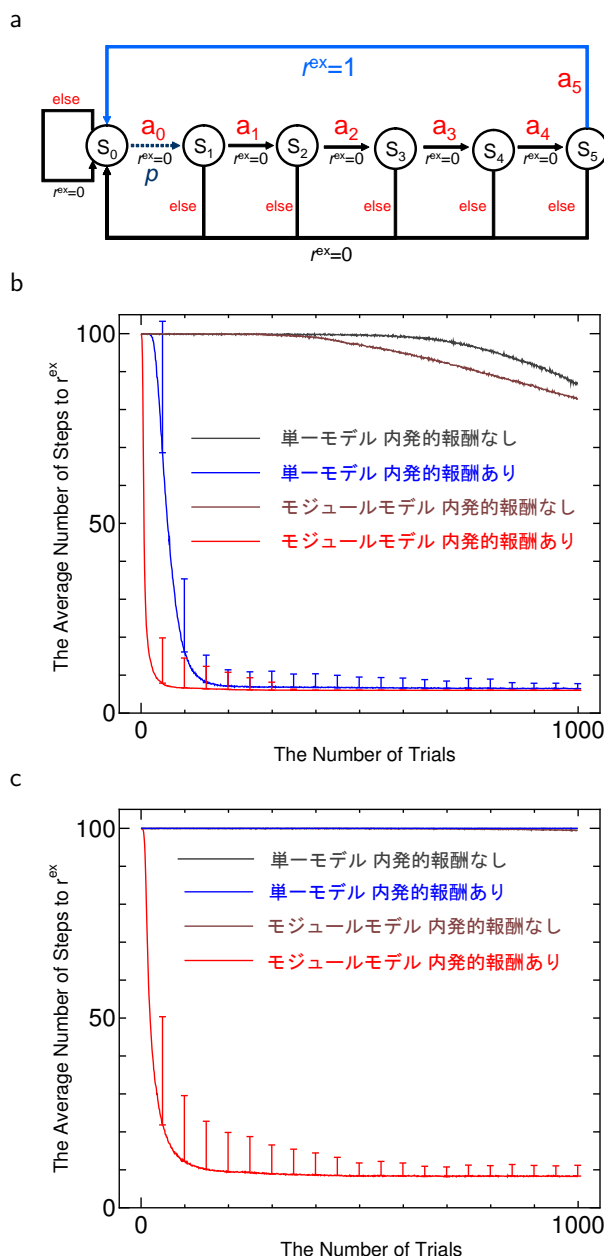 a
r^ex=1
a5
else
a0
a1
a2
a3
a4
S0
S1
S2
S3
S4
S5
r^ex=0
r^ex=0
r^ex=0
r^ex=0
r^ex=0
p
r^ex=0
else
else
else
else
else
r^ex=0
b
The Average Number of Steps to r^ex
100
50
0
単一モデル 内発的報酬なし
単一モデル 内発的報酬あり
モジュールモデル 内発的報酬なし
モジュールモデル 内発的報酬あり
0
1000
The Number of Trials
c
The Average Number of Steps to r^ex
100
50
0
単一モデル 内発的報酬なし
単一モデル 内発的報酬あり
モジュールモデル 内発的報酬なし
モジュールモデル 内発的報酬あり
0
1000
The Number of Trials